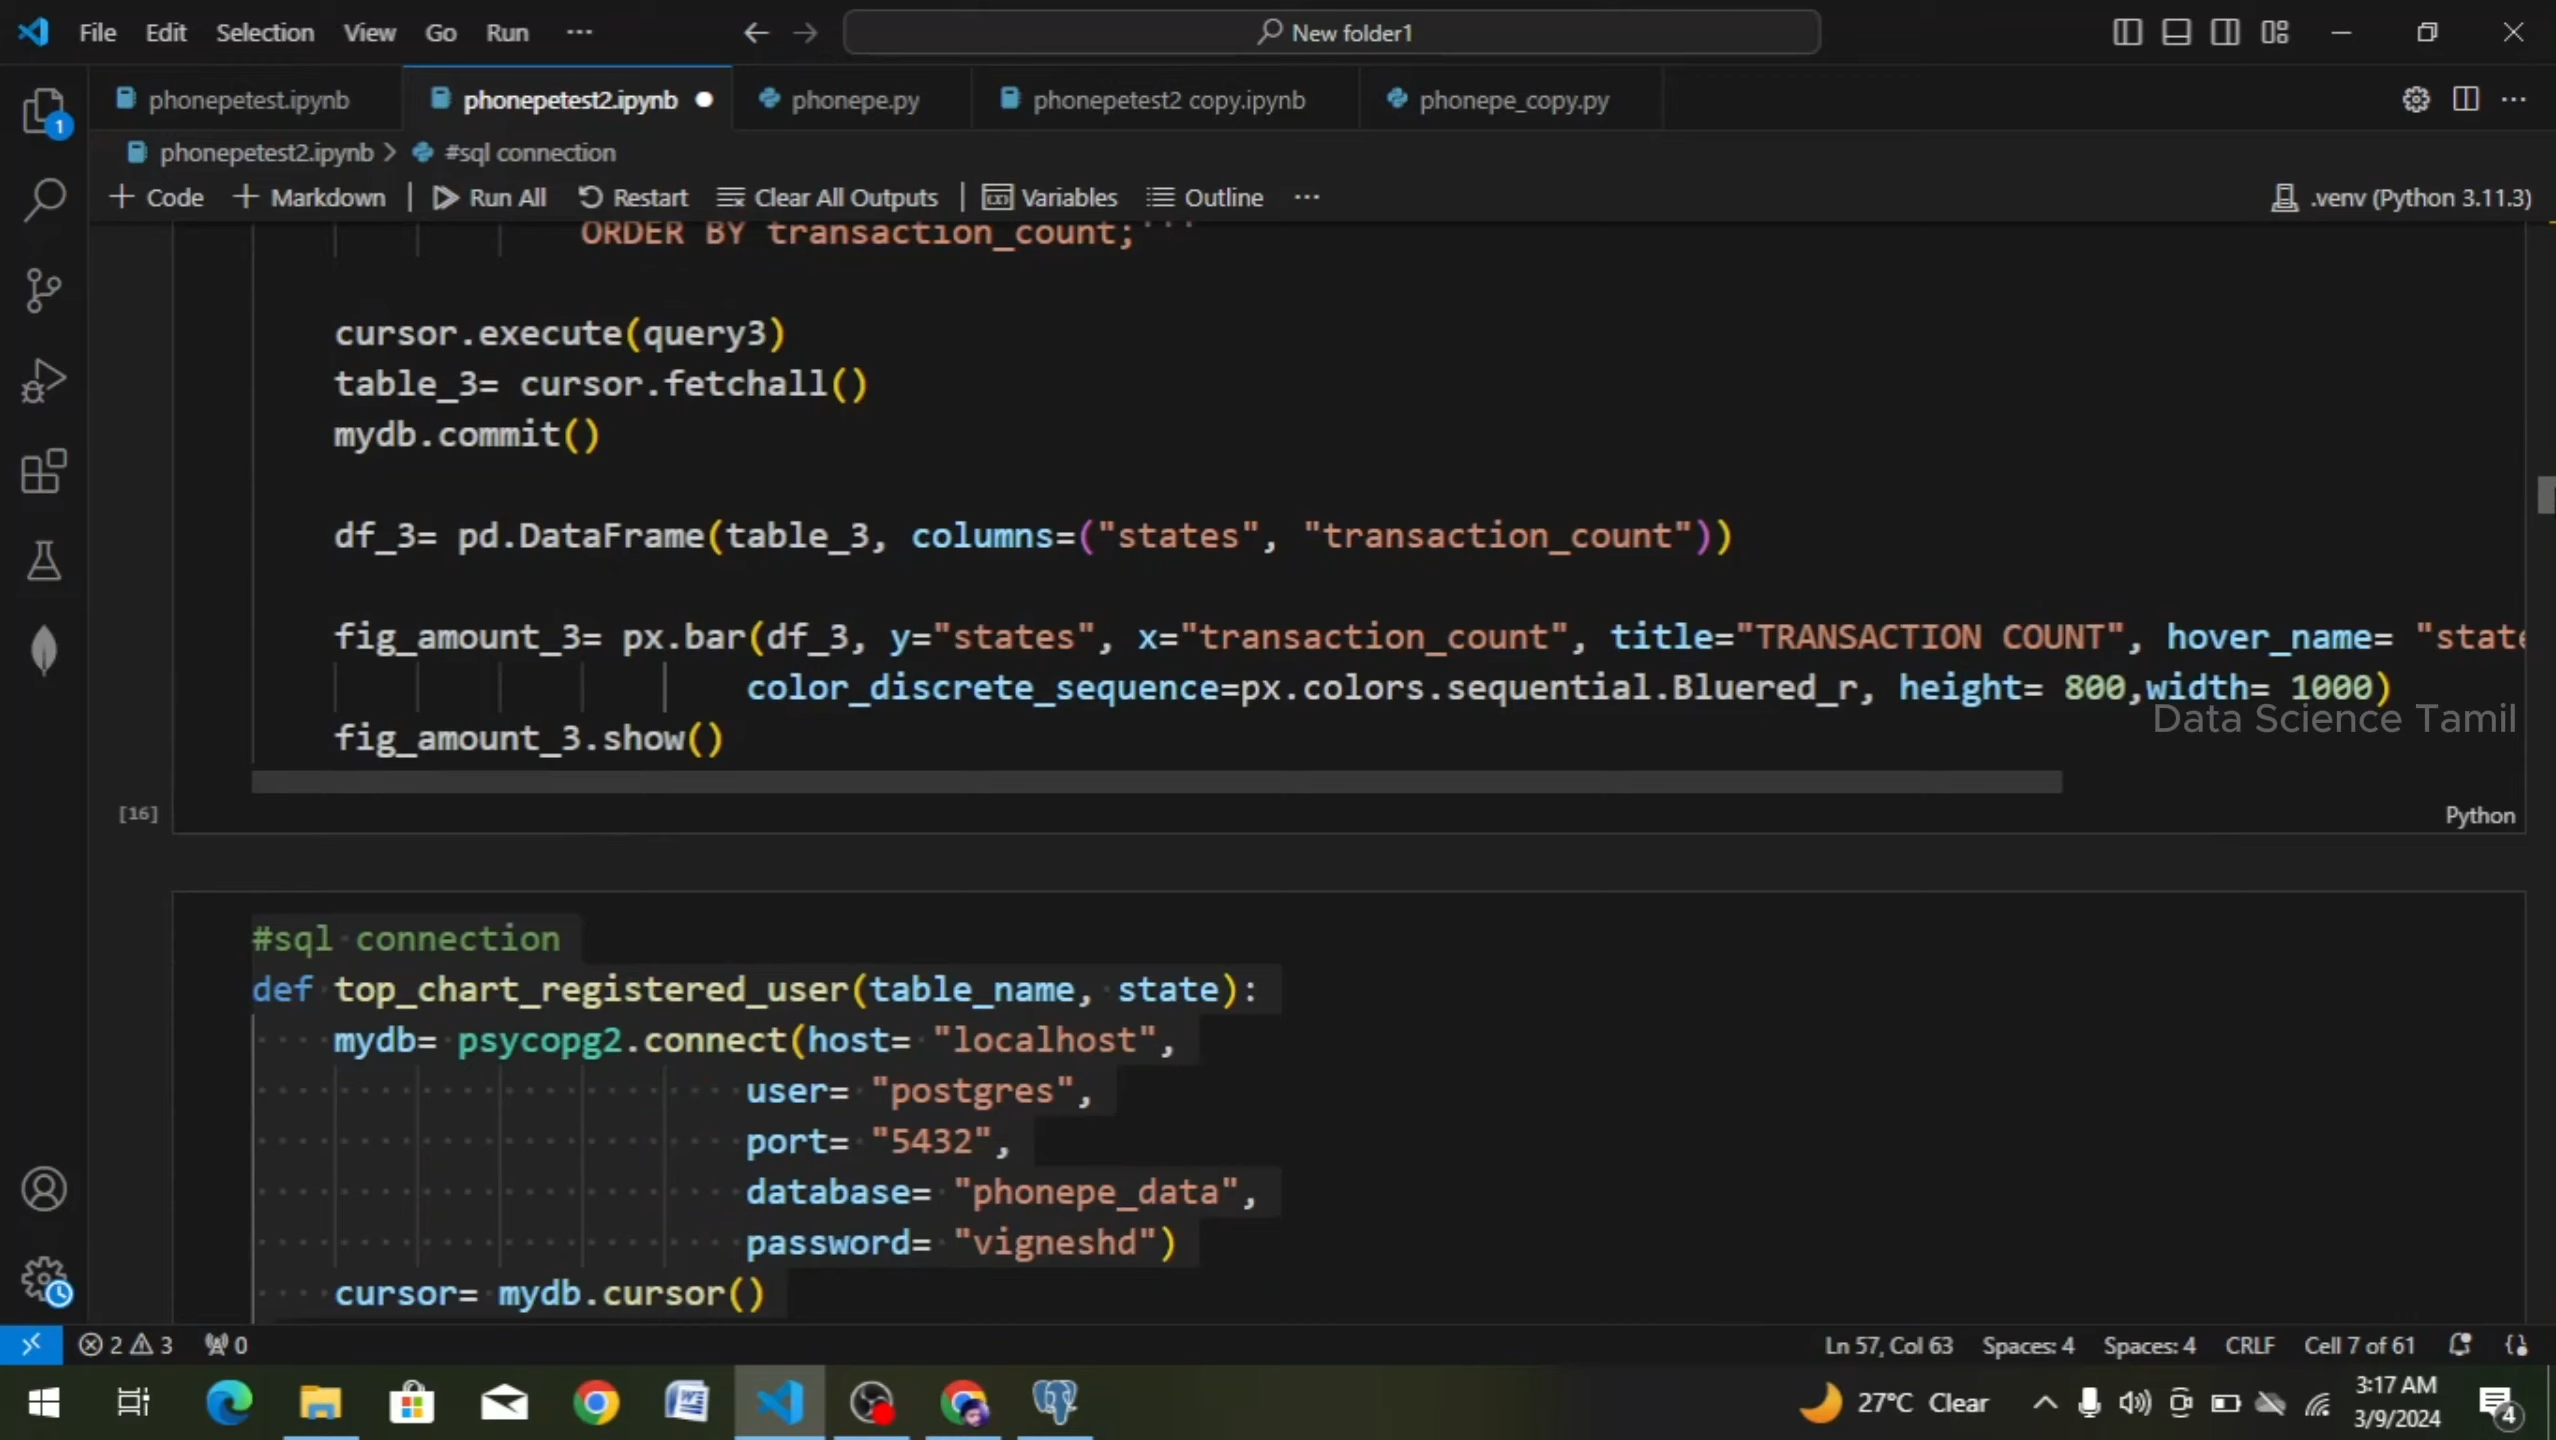 File Edit Selection View Go Run ···
New folder1
phonepetest.ipynb phonepetest2.ipynb phonepe.py phonepetest2 copy.ipynb phonepe_copy.py
1
phonepetest2.ipynb > #sql connection
+ Code + Markdown | Run All Restart Clear All Outputs | Variables Outline ··· .venv (Python 3.11.3)
ORDER BY transaction_count;'''
cursor.execute(query3)
table_3= cursor.fetchall()
mydb.commit()
df_3= pd.DataFrame(table_3, columns=("states", "transaction_count"))
fig_amount_3= px.bar(df_3, y="states", x="transaction_count", title="TRANSACTION COUNT", hover_name= "state
color_discrete_sequence=px.colors.sequential.Bluered_r, height= 800,width= 1000)
Data Science Tamil
fig_amount_3.show()
[16]
Python
#sql connection
def top_chart_registered_user(table_name, state):
mydb= psycopg2.connect(host= "localhost",
user= "postgres",
port= "5432",
database= "phonepe_data",
password= "vigneshd")
cursor= mydb.cursor()
2 3 0 Ln 57, Col 63 Spaces: 4 Spaces: 4 CRLF Cell 7 of 61
27°C Clear
3:17 AM
3/9/2024
4